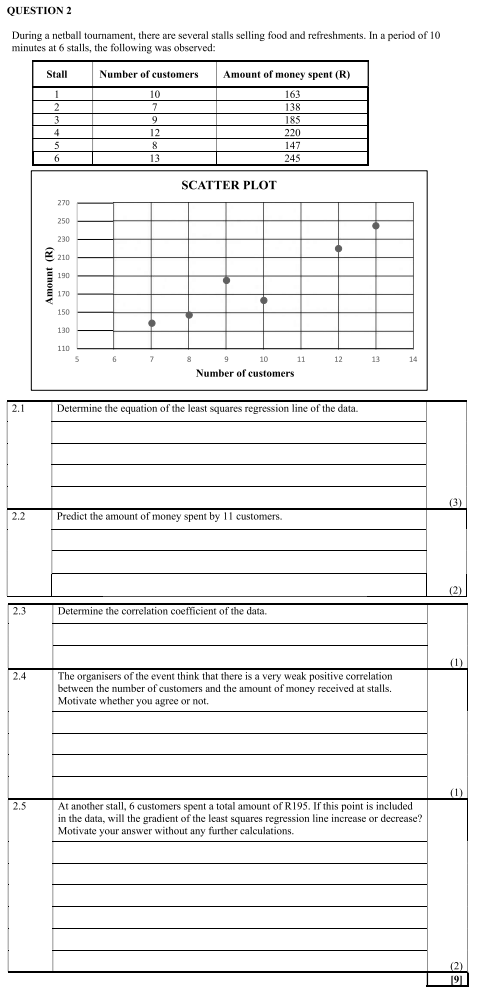 QUESTION 2
During a netball tournament, there are several stalls selling food and refreshments. In a period of 10
minutes at 6 stalls, the following was observed:
Stall Number of customers Amount of money spent (R)
1 10 163
2 7 138
3 9 185
4 12 220
5 8 147
6 13 245
SCATTER PLOT
270
250
230
210
190
170
150
130
110
Amount (R)
5 6 7 8 9 10 11 12 13 14
Number of customers
2.1 Determine the equation of the least squares regression line of the data.
(3)
2.2 Predict the amount of money spent by 11 customers.
(2)
2.3 Determine the correlation coefficient of the data.
(1)
2.4 The organisers of the event think that there is a very weak positive correlation
between the number of customers and the amount of money received at stalls.
Motivate whether you agree or not.
(1)
2.5 At another stall, 6 customers spent a total amount of R195. If this point is included
in the data, will the gradient of the least squares regression line increase or decrease?
Motivate your answer without any further calculations.
(2)
[9]